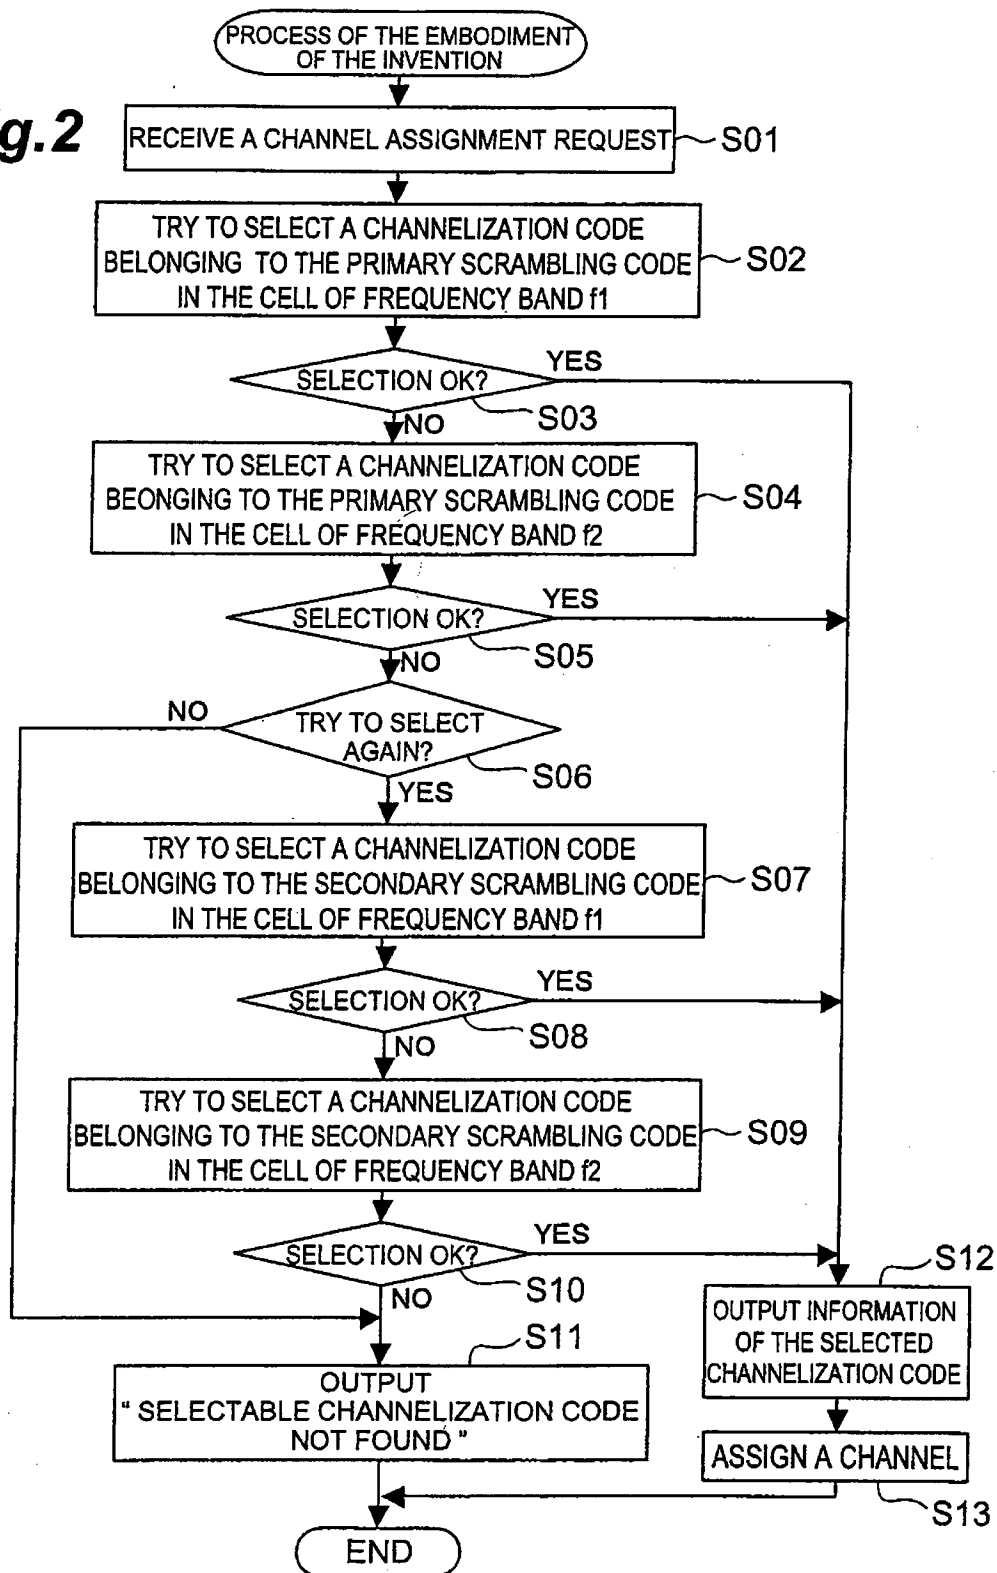 PROCESS OF THE EMBODIMENT
OF THE INVENTION
g.2
RECEIVE A CHANNEL ASSIGNMENT REQUEST
S01
TRY TO SELECT A CHANNELIZATION CODE
BELONGING TO THE PRIMARY SCRAMBLING CODE
IN THE CELL OF FREQUENCY BAND f1
S02
SELECTION OK?
YES
S03
NO
TRY TO SELECT A CHANNELIZATION CODE
BEONGING TO THE PRIMARY SCRAMBLING CODE
IN THE CELL OF FREQUENCY BAND f2
S04
SELECTION OK?
YES
S05
NO
NO
TRY TO SELECT
AGAIN?
S06
YES
TRY TO SELECT A CHANNELIZATION CODE
BELONGING TO THE SECONDARY SCRAMBLING CODE
IN THE CELL OF FREQUENCY BAND f1
S07
SELECTION OK?
YES
S08
NO
TRY TO SELECT A CHANNELIZATION CODE
BELONGING TO THE SECONDARY SCRAMBLING CODE
IN THE CELL OF FREQUENCY BAND f2
S09
SELECTION OK?
YES
S10
NO
S12
OUTPUT INFORMATION
OF THE SELECTED
CHANNELIZATION CODE
S11
OUTPUT
" SELECTABLE CHANNELIZATION CODE
NOT FOUND "
ASSIGN A CHANNEL
S13
END